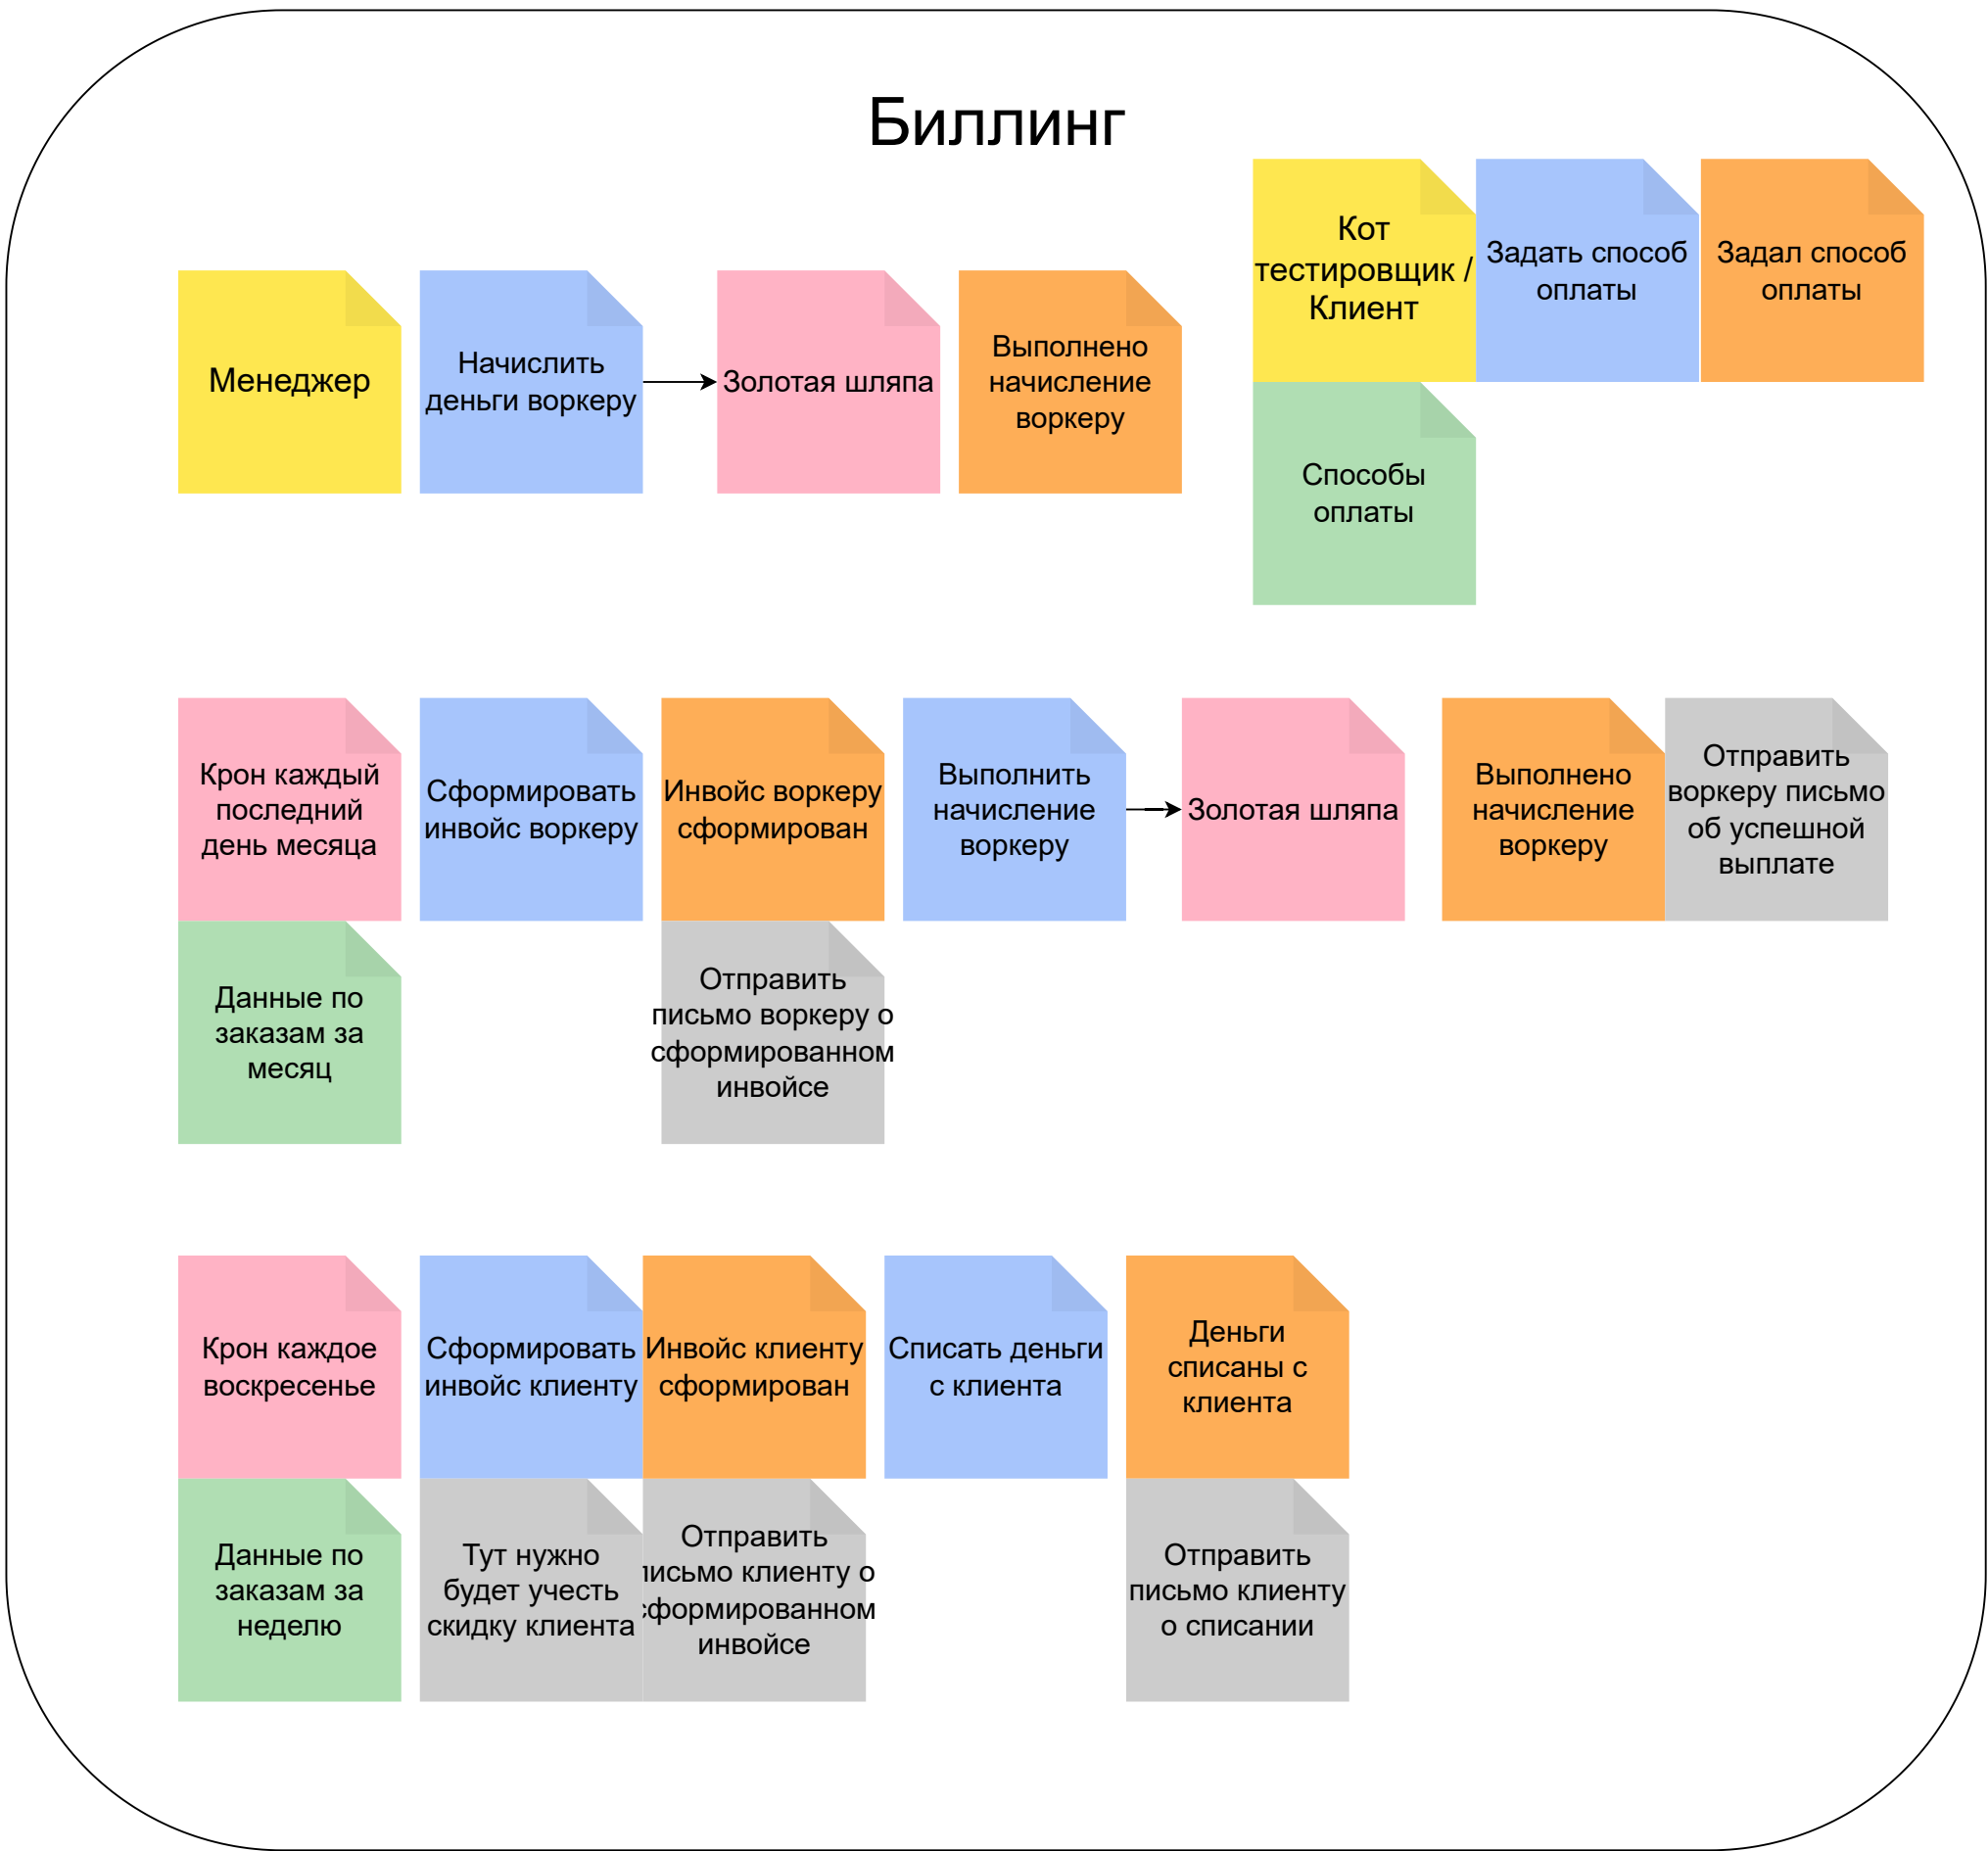 Биллинг
Кот
тестировщик /
Клиент
Задать способ
оплаты
Задал способ
оплаты
Менеджер
Начислить
деньги воркеру
Золотая шляпа
Выполнено
начисление
воркеру
Способы
оплаты
Крон каждый
последний
день месяца
Сформировать
инвойс воркеру
Инвойс воркеру
сформирован
Выполнить
начисление
воркеру
Золотая шляпа
Выполнено
начисление
воркеру
Отправить
воркеру письмо
об успешной
выплате
Данные по
заказам за
месяц
Отправить
письмо воркеру о
сформированном
инвойсе
Крон каждое
воскресенье
Сформировать
инвойс клиенту
Инвойс клиенту
сформирован
Списать деньги
с клиента
Деньги
списаны с
клиента
Данные по
заказам за
неделю
Тут нужно
будет учесть
скидку клиента
Отправить
письмо клиенту о
сформированном
инвойсе
Отправить
письмо клиенту
о списании